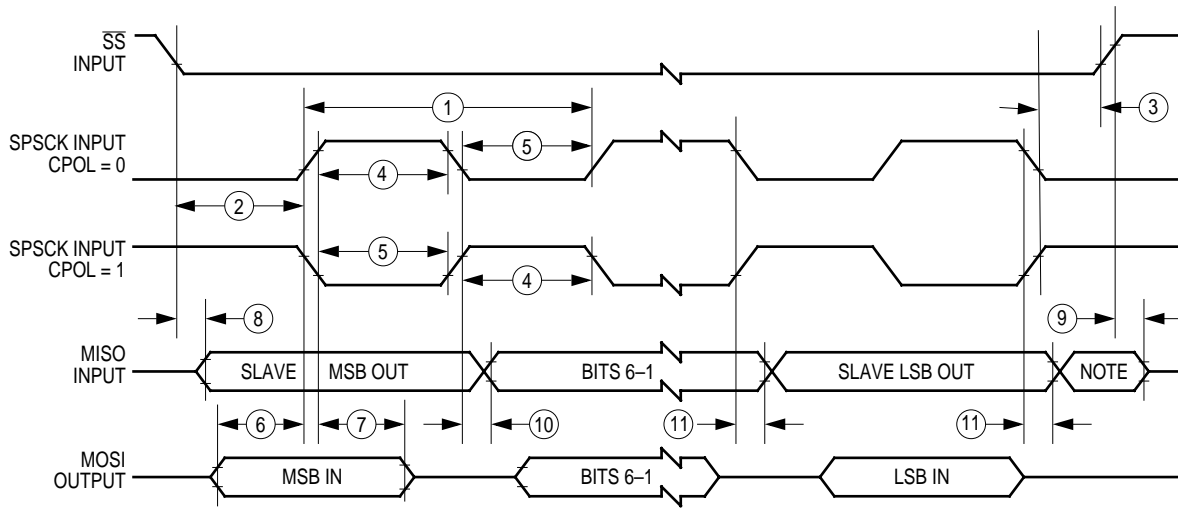 SS
INPUT
1
3
SPSCK INPUT
CPOL = 0
5
4
2
SPSCK INPUT
CPOL = 1
5
4
8
9
MISO
INPUT
SLAVE MSB OUT
BITS 6–1
SLAVE LSB OUT
NOTE
6
7
10
11
11
MOSI
OUTPUT
MSB IN
BITS 6–1
LSB IN